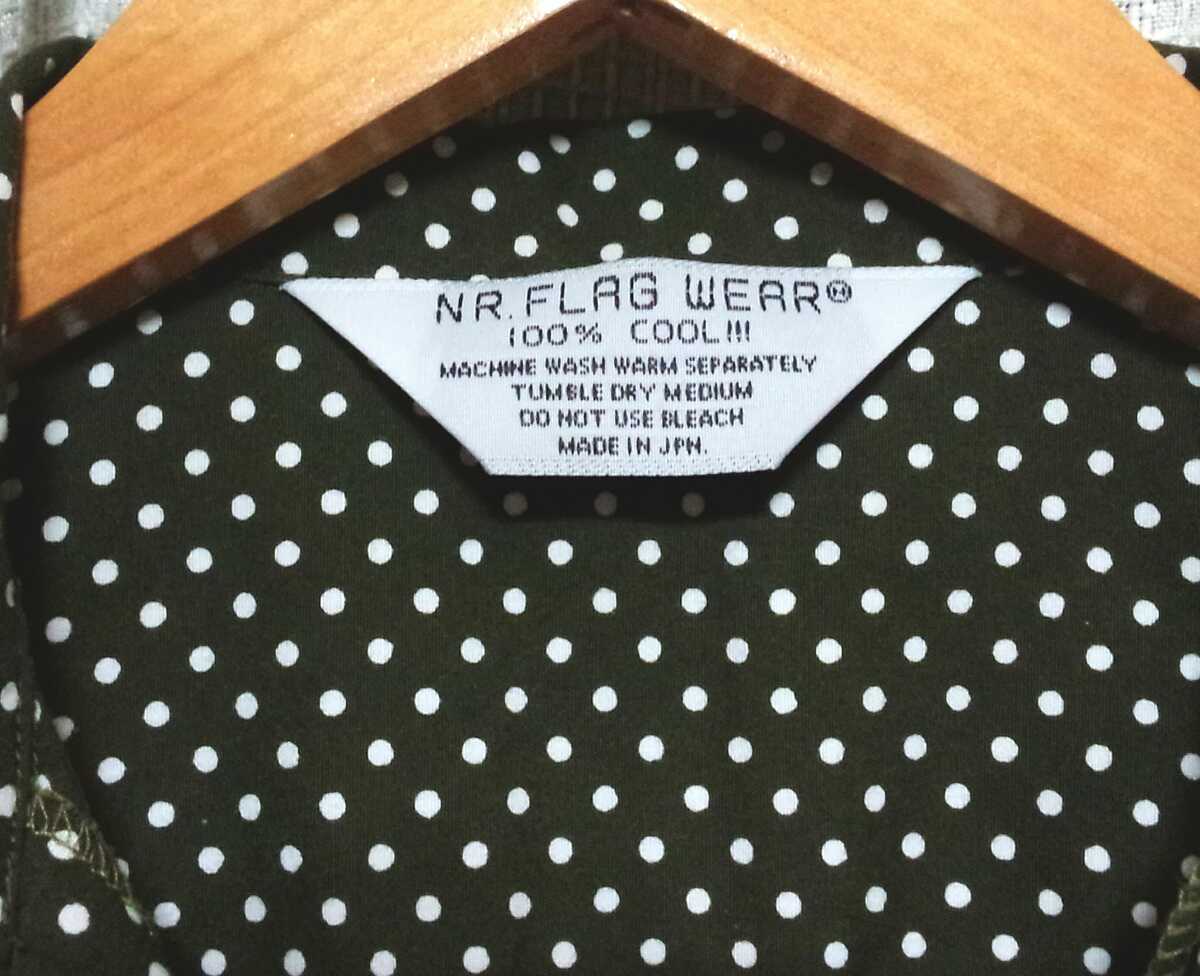 NR. FLAG WEAR®
100% COOL!!!
MACHINE WASH WARM SEPARATELY
TUMBLE DRY MEDIUM
DO NOT USE BLEACH
MADE IN JPN.